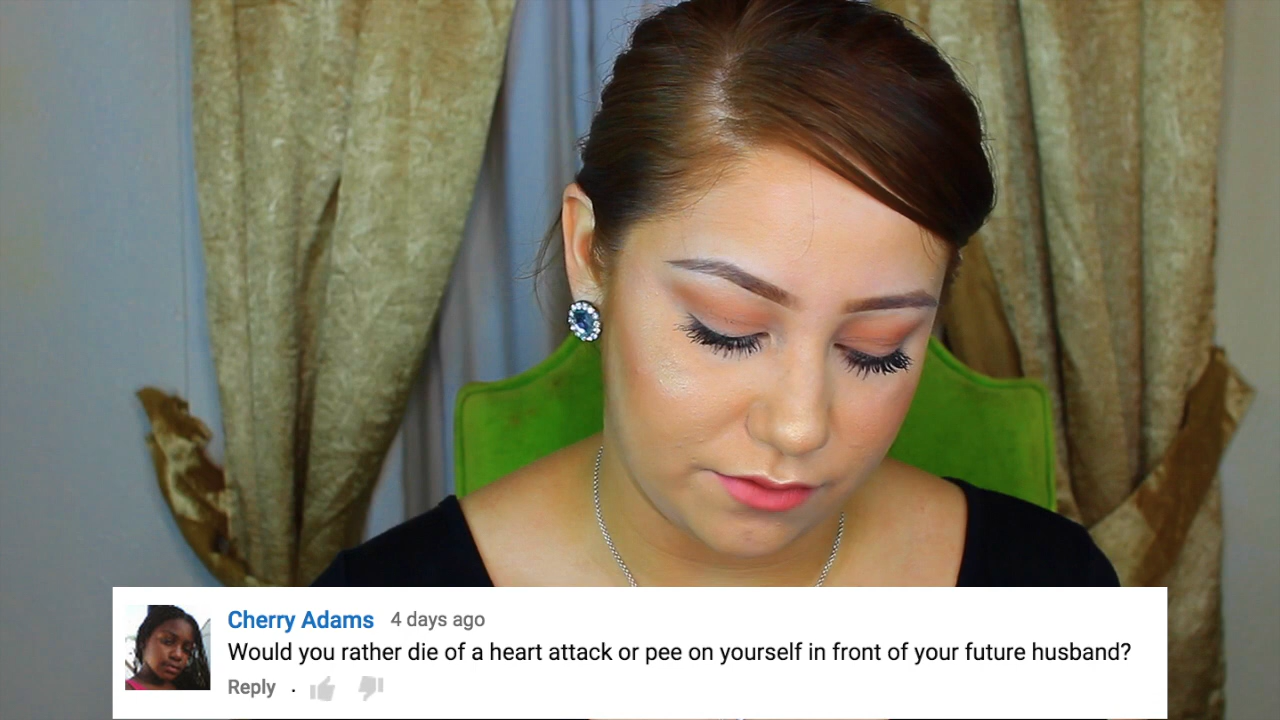 Cherry Adams 4 days ago
Would you rather die of a heart attack or pee on yourself in front of your future husband?
Reply ·